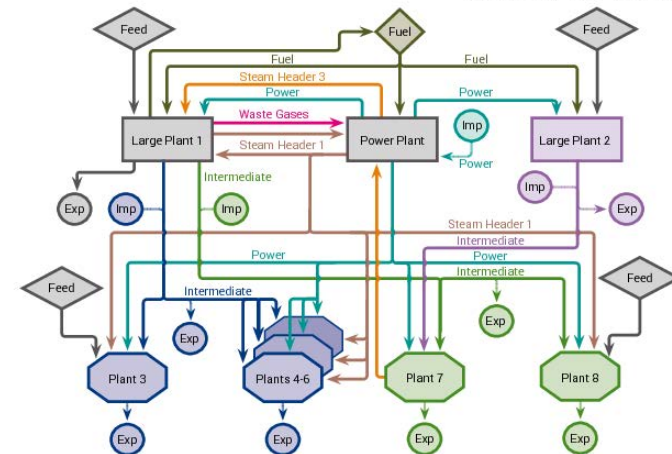 Feed
Fuel
Feed
Fuel
Fuel
Steam Header 3
Power
Power
Waste Gases
Imp
Large Plant 1
Power Plant
Large Plant 2
Steam Header 1
Power
Intermediate
Imp
Exp
Imp
Imp
Exp
Steam Header 1
Intermediate
Power
Power
Intermediate
Feed
Feed
Intermediate
Exp
Exp
Plant 3
Plants 4-6
Plant 7
Plant 8
Exp
Exp
Exp
Exp